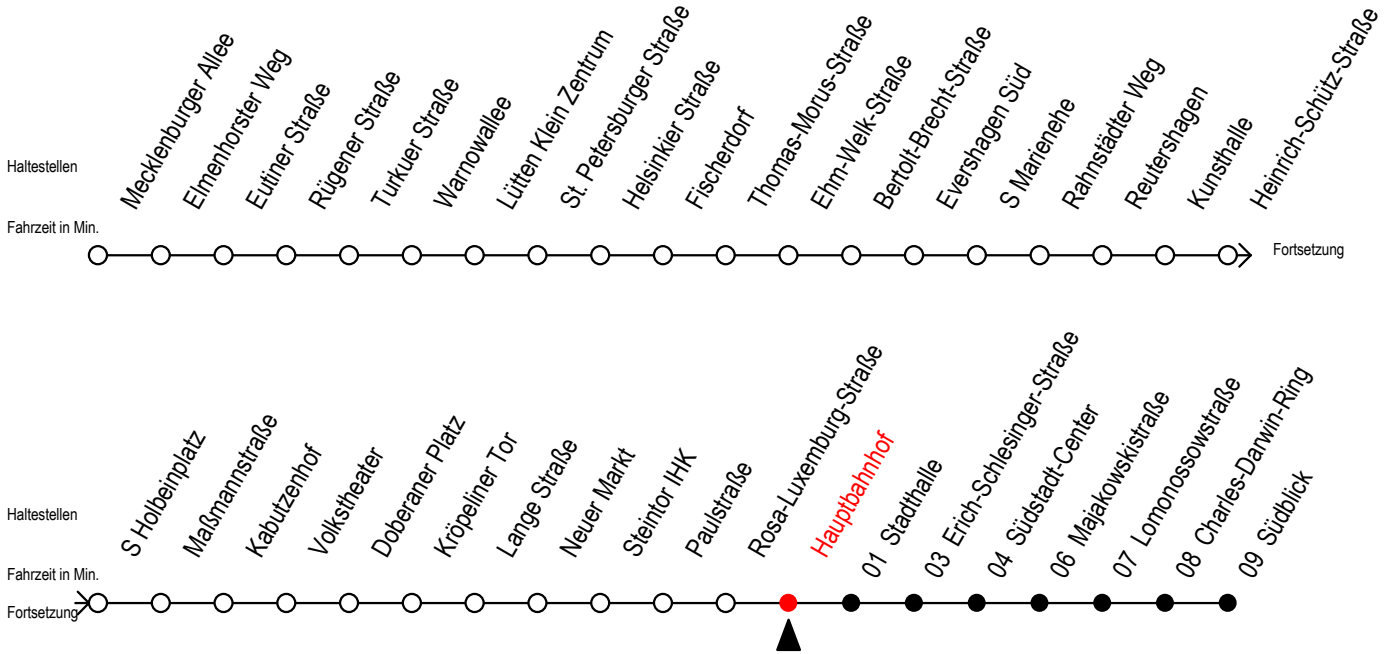 Haltestellen
Mecklenburger Allee
Elmenhorster Weg
Eutiner Straße
Rügener Straße
Turkuer Straße
Warnowallee
Lütten Klein Zentrum
St. Petersburger Straße
Helsinkier Straße
Fischerdorf
Thomas-Morus-Straße
Ehm-Welk-Straße
Bertolt-Brecht-Straße
Evershagen Süd
S Marienehe
Rahnstädter Weg
Reutershagen
Kunsthalle
Heinrich-Schütz-Straße
Fahrzeit in Min.
Fortsetzung
Haltestellen
S Holbeinplatz
Maßmannstraße
Kabutzenhof
Volkstheater
Doberaner Platz
Kröpeliner Tor
Lange Straße
Neuer Markt
Steintor IHK
Paulstraße
Rosa-Luxemburg-Straße
Hauptbahnhof
01 Stadthalle
03 Erich-Schlesinger-Straße
04 Südstadt-Center
06 Majakowskistraße
07 Lomonossowstraße
08 Charles-Darwin-Ring
09 Südblick
Fahrzeit in Min.
Fortsetzung